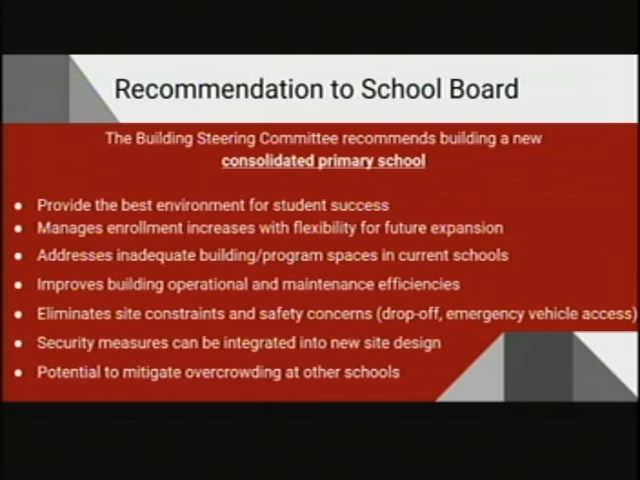 Recommendation to School Board
The Building Steering Committee recommends building a new
consolidated primary school
● Provide the best environment for student success
● Manages enrollment increases with flexibility for future expansion
● Addresses inadequate building/program spaces in current schools
● Improves building operational and maintenance efficiencies
● Eliminates site constraints and safety concerns (drop-off, emergency vehicle access)
● Security measures can be integrated into new site design
● Potential to mitigate overcrowding at other schools